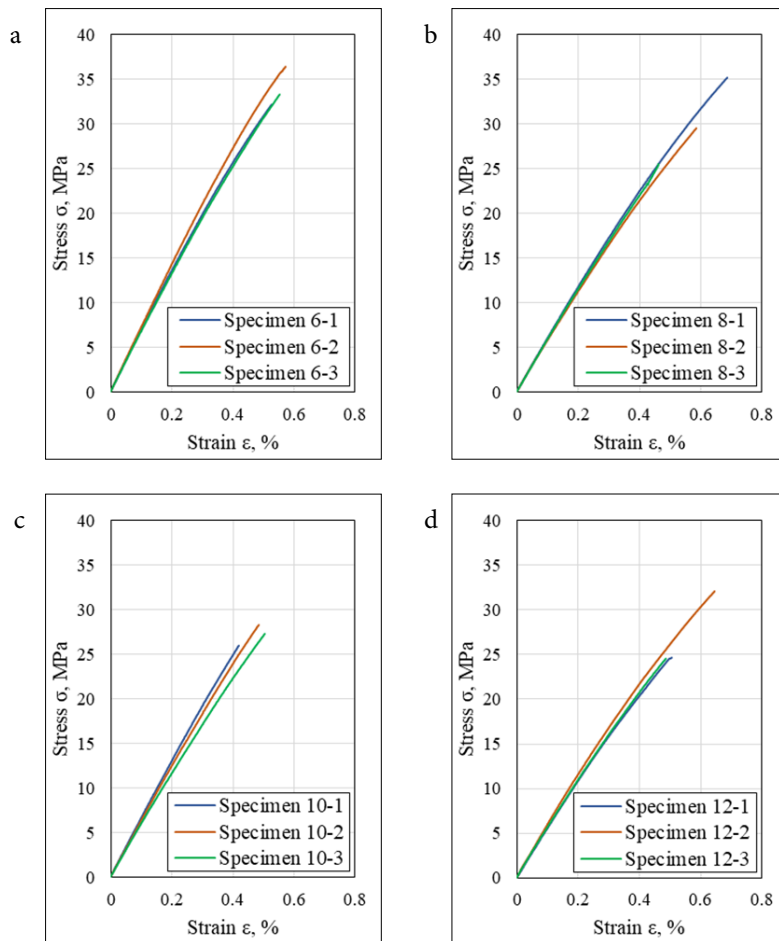 a
40
35
30
25
20
15
10
5
0
Stress σ, MPa
Specimen 6-1
Specimen 6-2
Specimen 6-3
0 0.2 0.4 0.6 0.8
Strain ε, %
b
40
35
30
25
20
15
10
5
0
Stress σ, MPa
Specimen 8-1
Specimen 8-2
Specimen 8-3
0 0.2 0.4 0.6 0.8
Strain ε, %
c
40
35
30
25
20
15
10
5
0
Stress σ, MPa
Specimen 10-1
Specimen 10-2
Specimen 10-3
0 0.2 0.4 0.6 0.8
Strain ε, %
d
40
35
30
25
20
15
10
5
0
Stress σ, MPa
Specimen 12-1
Specimen 12-2
Specimen 12-3
0 0.2 0.4 0.6 0.8
Strain ε, %